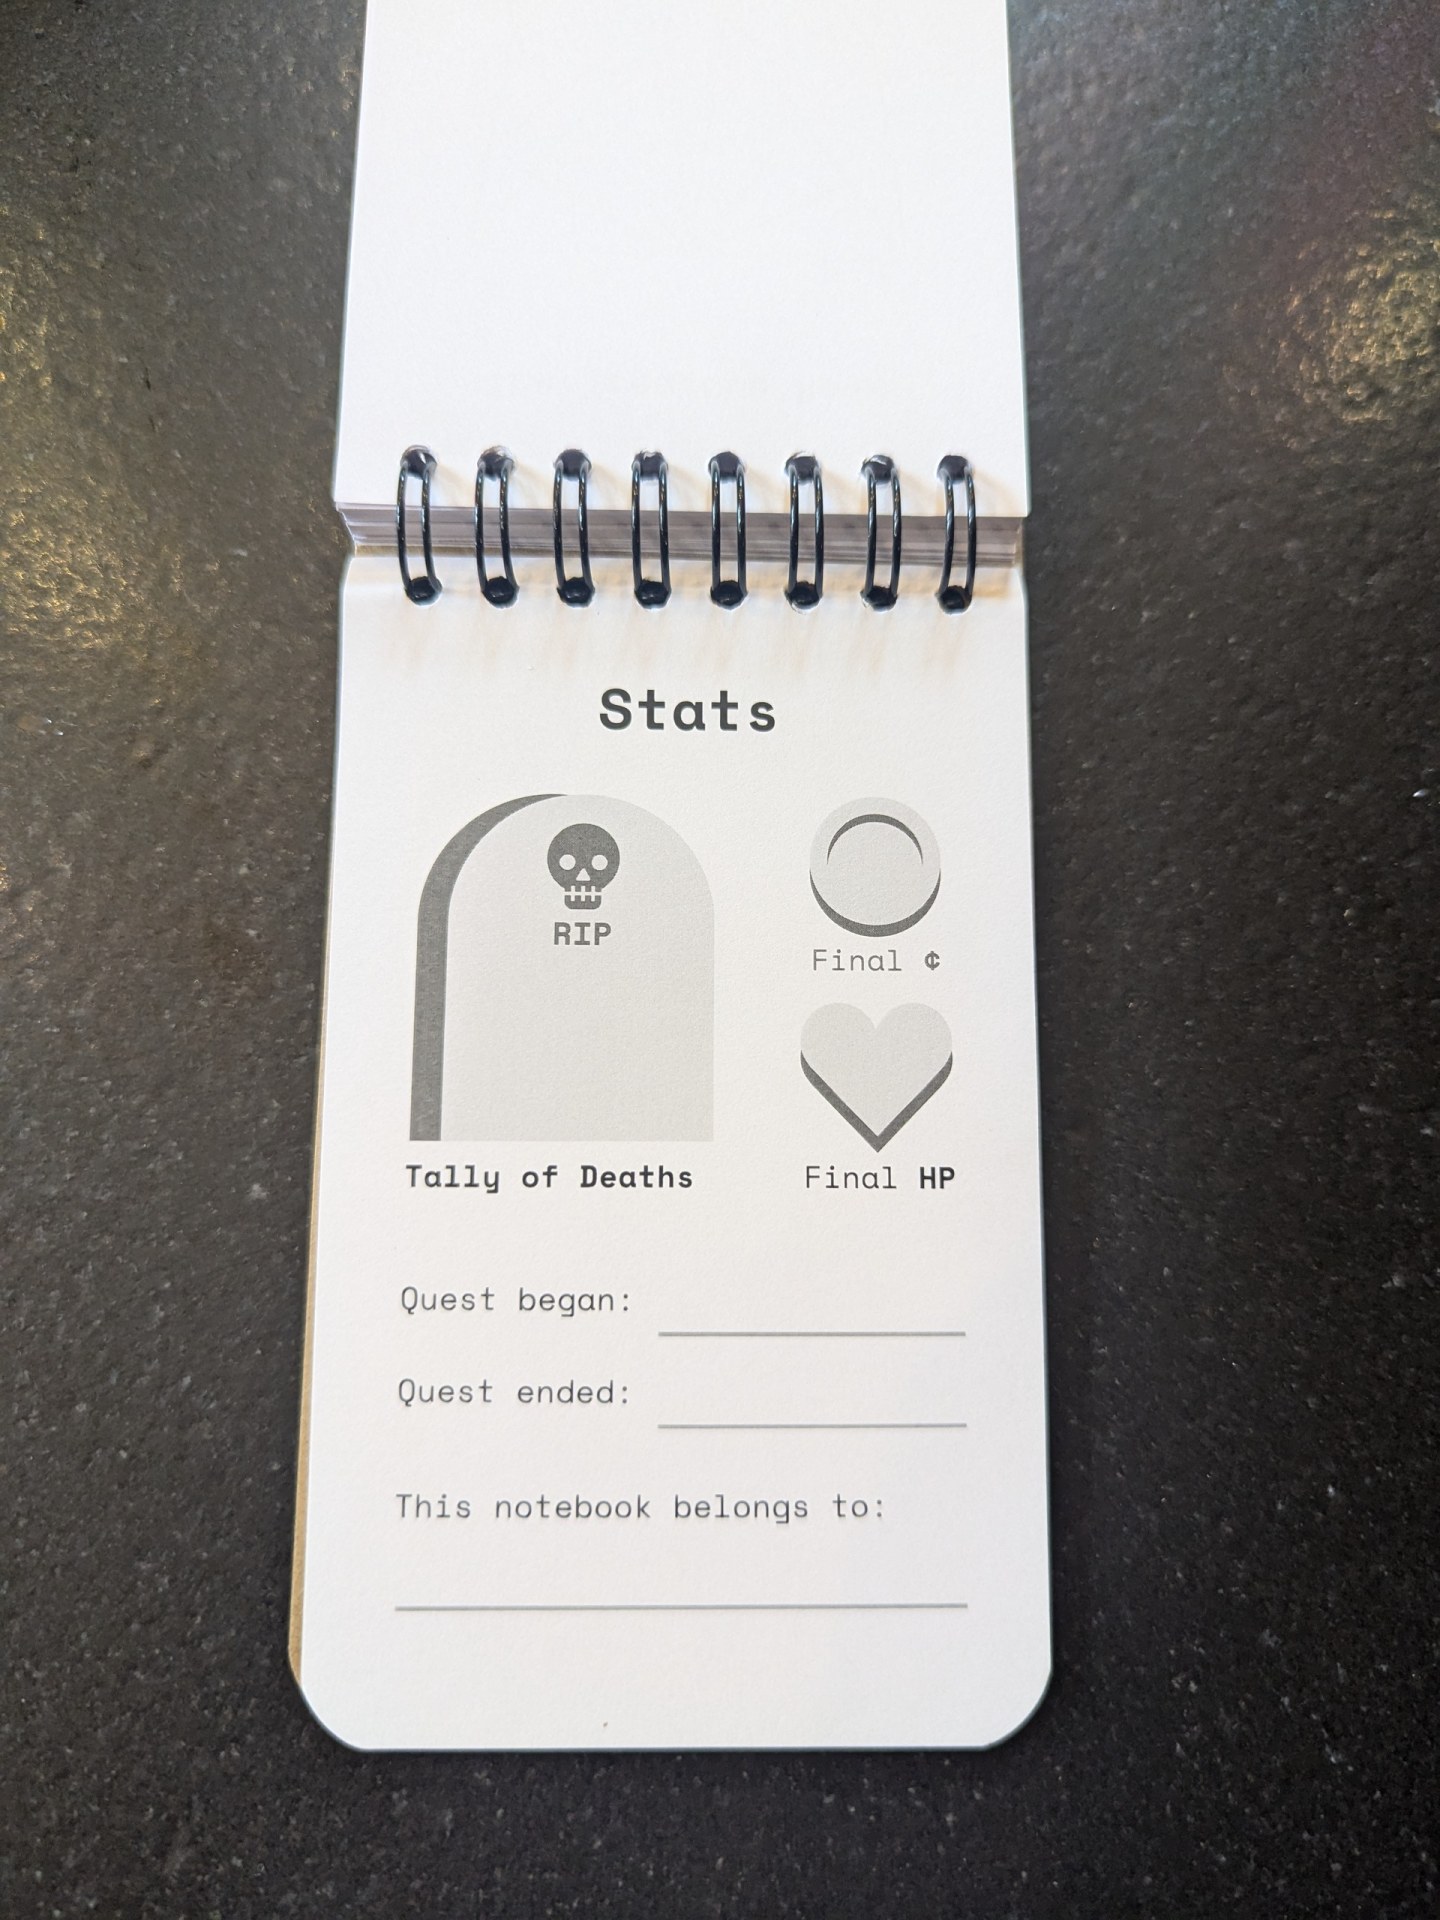 Stats
RIP
Tally of Deaths
Final ¢
Final HP
Quest began:
Quest ended:
This notebook belongs to: